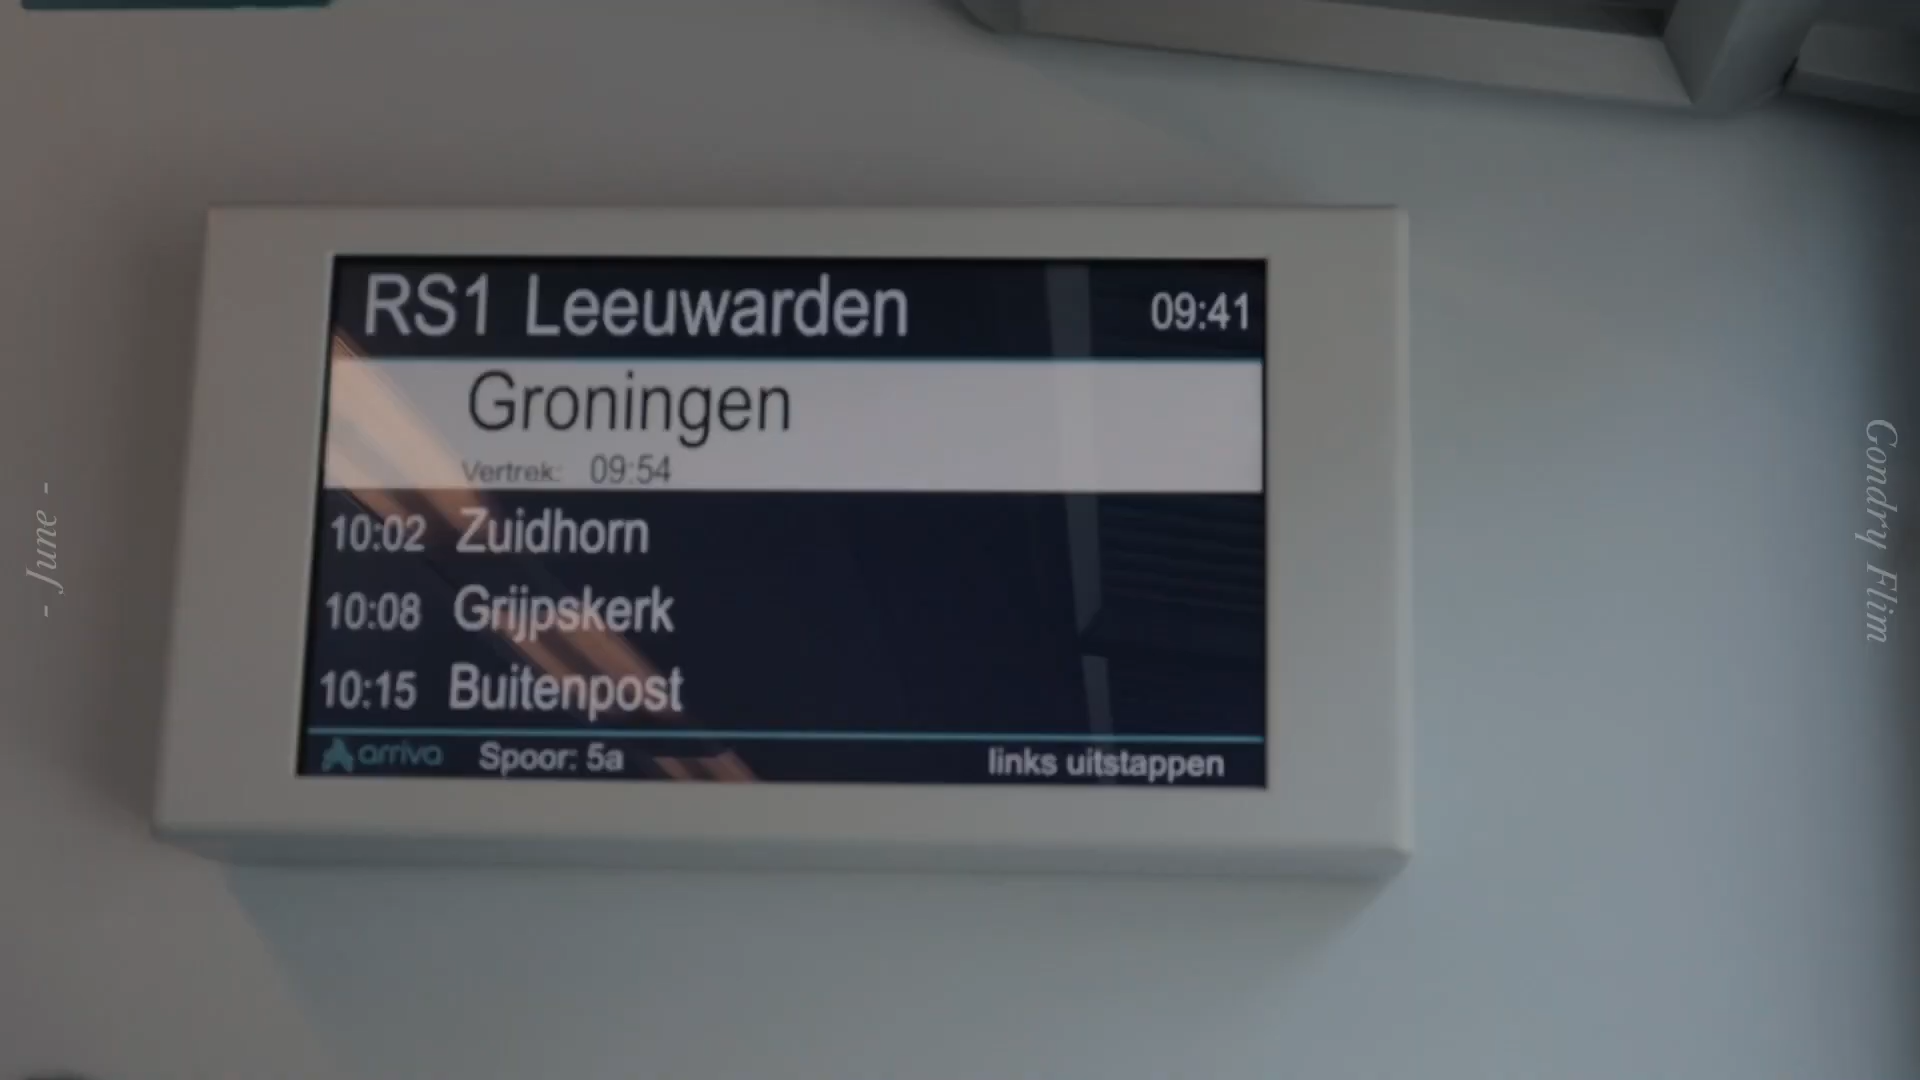 RS1 Leeuwarden 09:41
Groningen
Vertrek: 09:54
10:02 Zuidhorn
10:08 Grijpskerk
10:15 Buitenpost
arriva Spoor: 5a links uitstappen
- June -
Gondry Flim